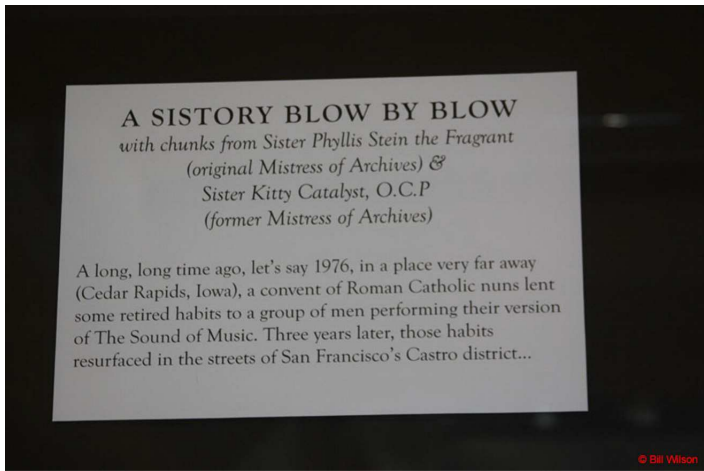 A SISTORY BLOW BY BLOW
with chunks from Sister Phyllis Stein the Fragrant
(original Mistress of Archives) &
Sister Kitty Catalyst, O.C.P
(former Mistress of Archives)
A long, long time ago, let's say 1976, in a place very far away
(Cedar Rapids, Iowa), a convent of Roman Catholic nuns lent
some retired habits to a group of men performing their version
of The Sound of Music. Three years later, those habits
resurfaced in the streets of San Francisco's Castro district...
© Bill Wilson